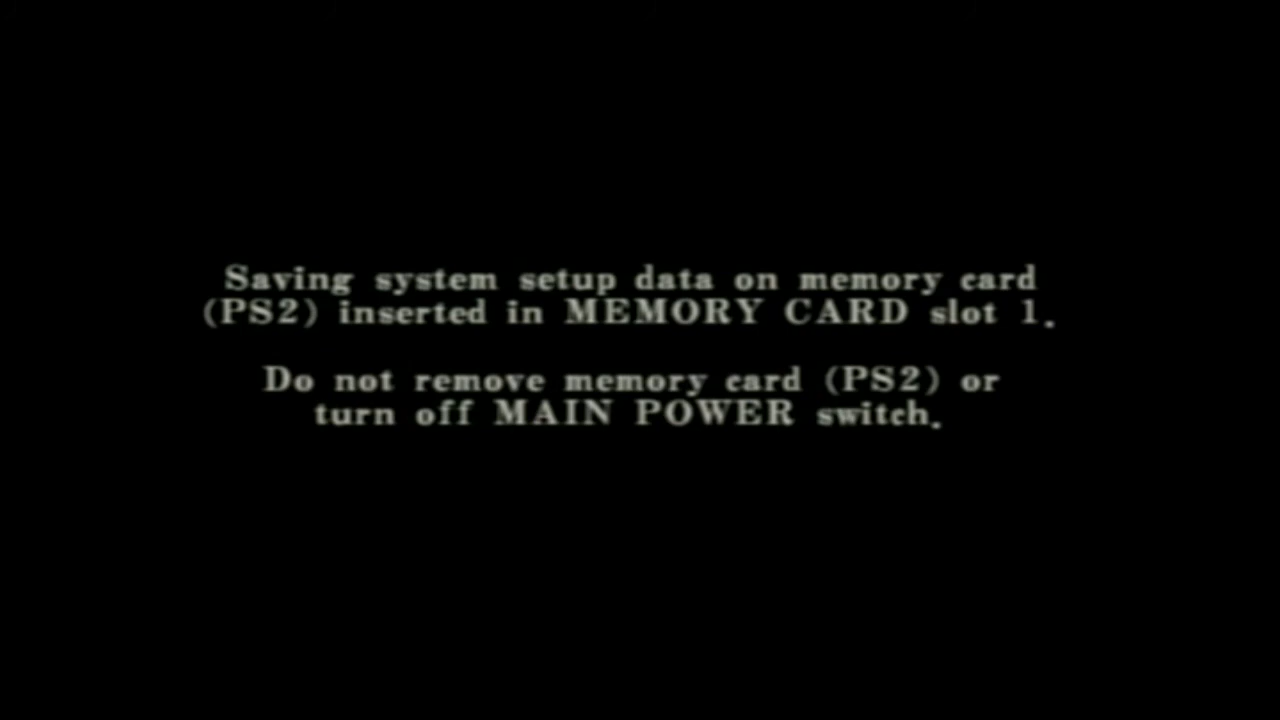 Saving system setup data on memory card
(PS2) inserted in MEMORY CARD slot 1.
Do not remove memory card (PS2) or
turn off MAIN POWER switch.